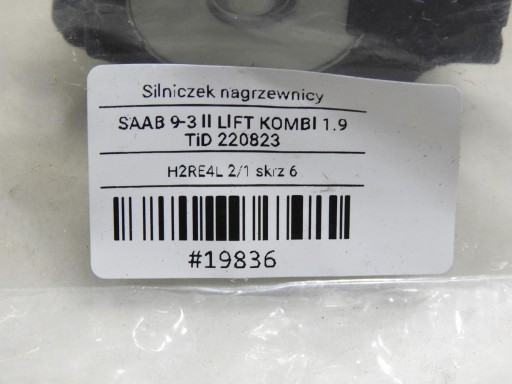 Silniczek nagrzewnicy
SAAB 9-3 II LIFT KOMBI 1.9
TiD 220823
H2RE4L 2/1 skrz 6
#19836